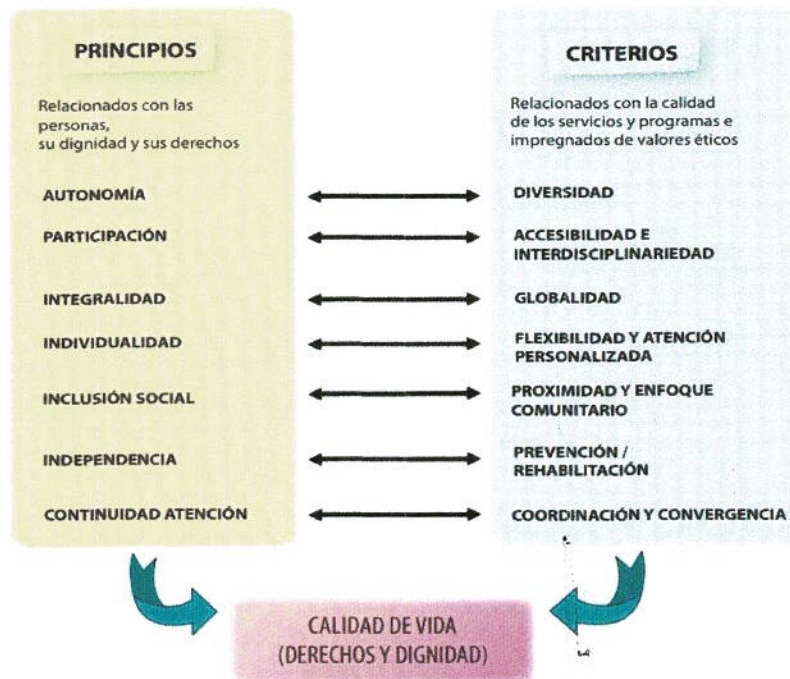 PRINCIPIOS
Relacionados con las
personas,
su dignidad y sus derechos
AUTONOMÍA
PARTICIPACIÓN
INTEGRALIDAD
INDIVIDUALIDAD
INCLUSIÓN SOCIAL
INDEPENDENCIA
CONTINUIDAD ATENCIÓN
CRITERIOS
Relacionados con la calidad
de los servicios y programas e
impregnados de valores éticos
DIVERSIDAD
ACCESIBILIDAD E
INTERDISCIPLINARIEDAD
GLOBALIDAD
FLEXIBILIDAD Y ATENCIÓN
PERSONALIZADA
PROXIMIDAD Y ENFOQUE
COMUNITARIO
PREVENCIÓN /
REHABILITACIÓN
COORDINACIÓN Y CONVERGENCIA
CALIDAD DE VIDA
(DERECHOS Y DIGNIDAD)